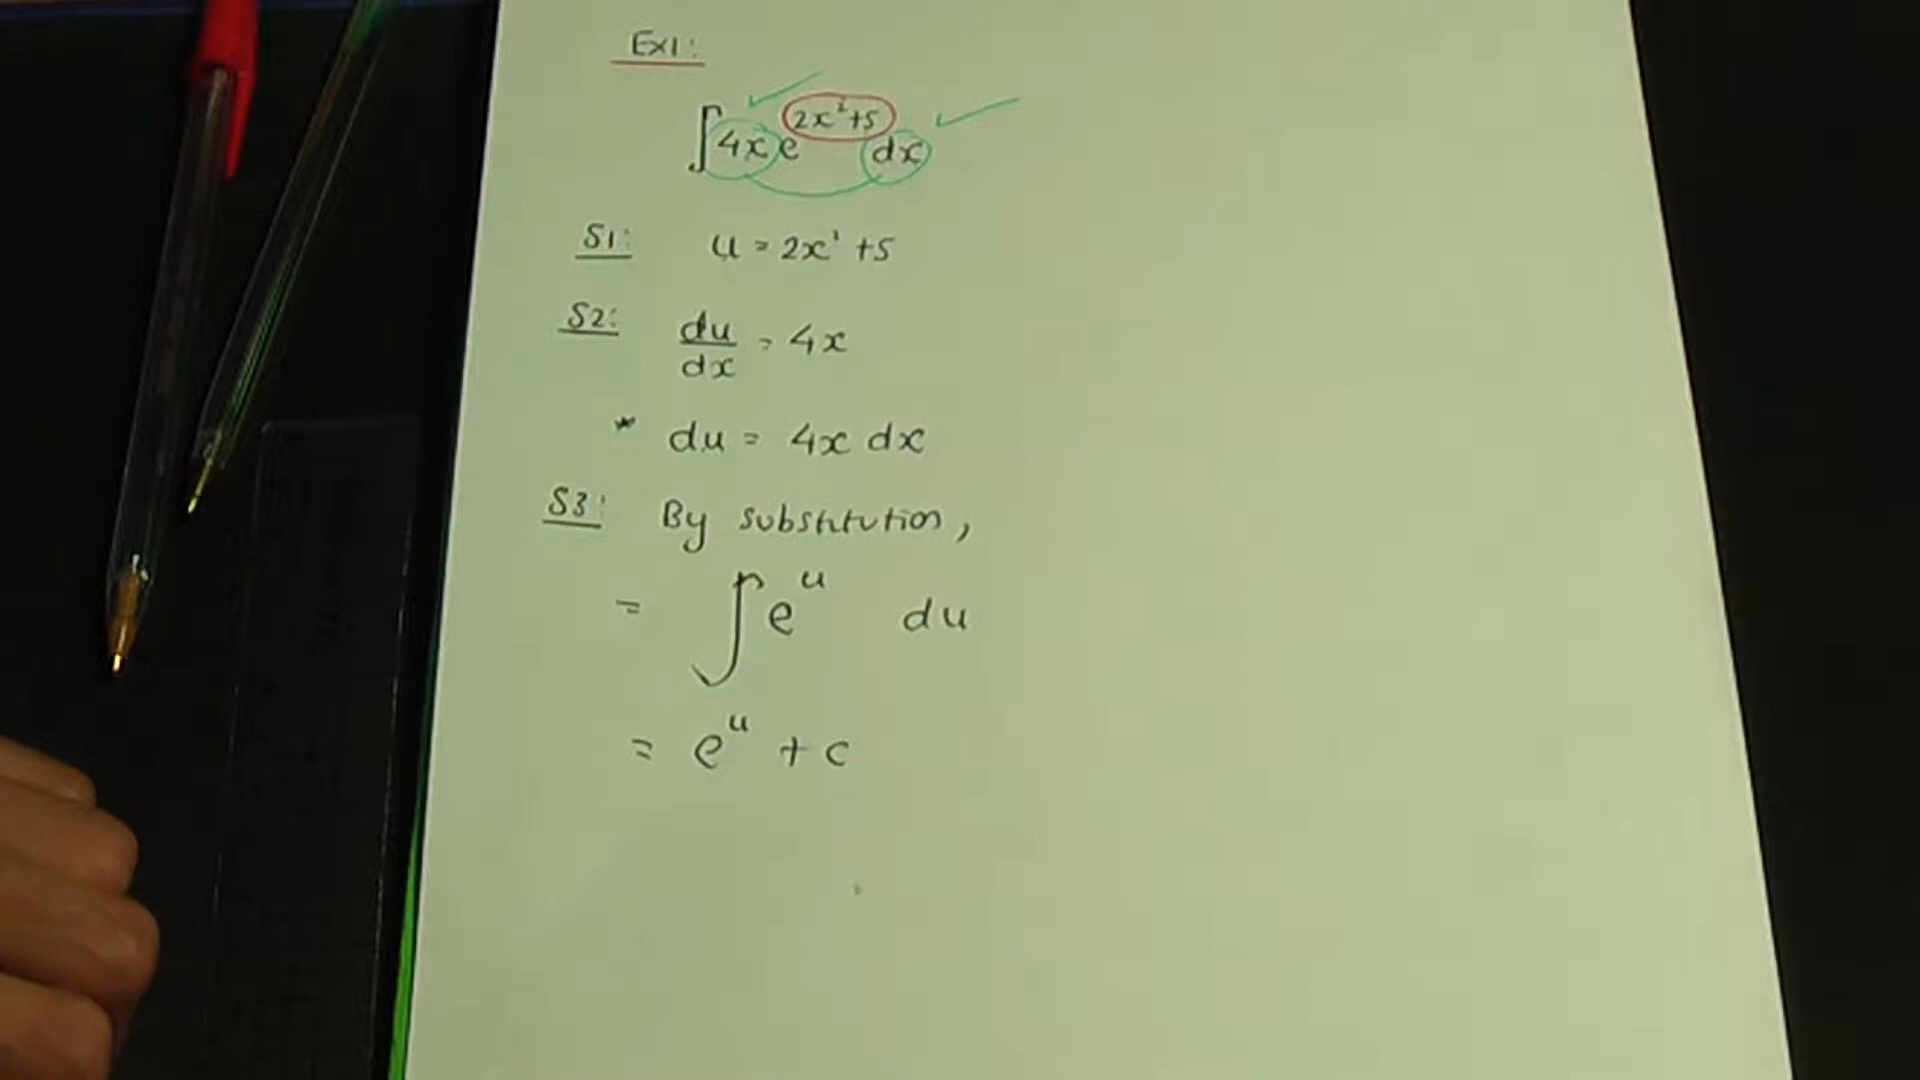 Ex1:
∫4x e^(2x²+5) dx
S1: u = 2x² + 5
S2: du/dx = 4x
* du = 4x dx
S3: By substitution,
= ∫e^u du
= e^u + c